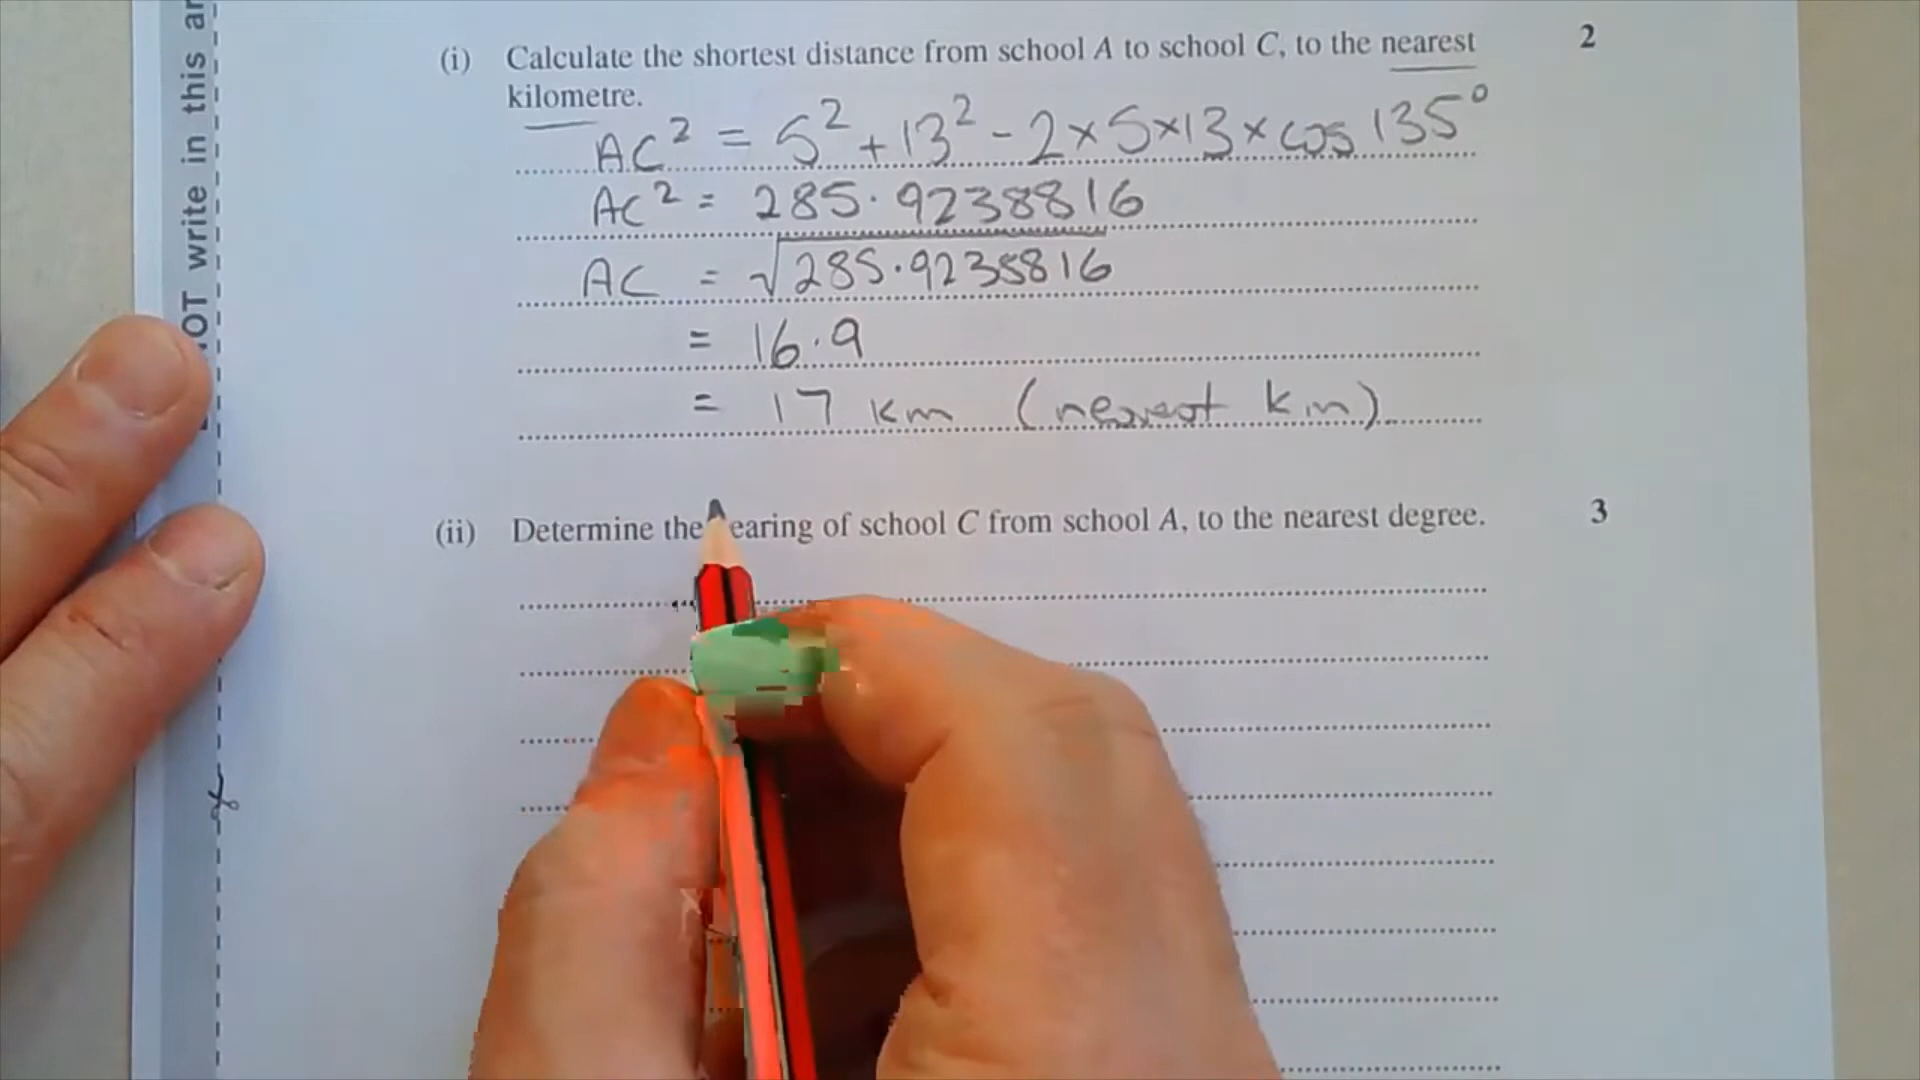 NOT write in this ar
(i) Calculate the shortest distance from school A to school C, to the nearest 2
kilometre.
AC² = 5² + 13² - 2 × 5 × 13 × cos 135°
AC² = 285.9238816
AC = √285.9238816
= 16.9
= 17 km (nearest km)
(ii) Determine the earing of school C from school A, to the nearest degree. 3